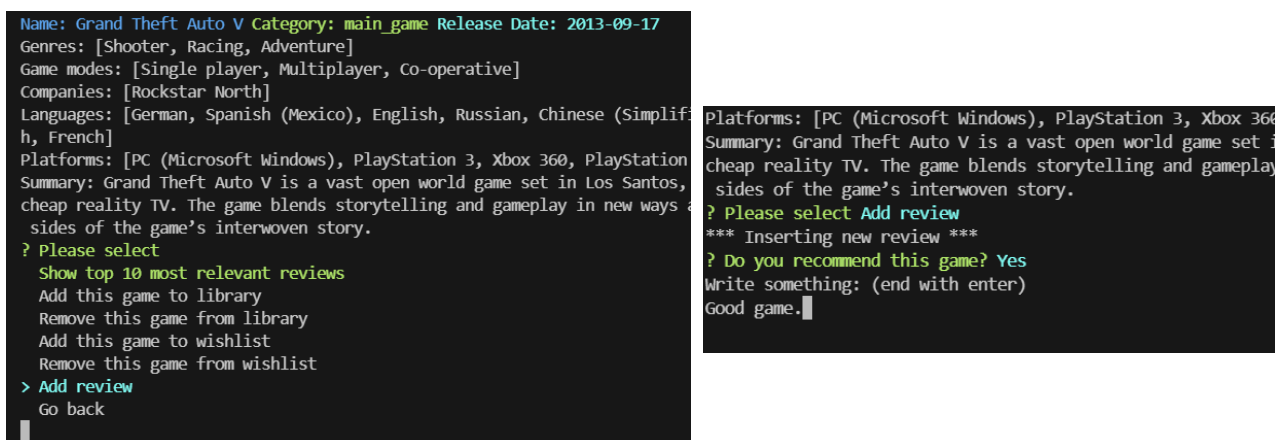 Name: Grand Theft Auto V Category: main_game Release Date: 2013-09-17
Genres: [Shooter, Racing, Adventure]
Game modes: [Single player, Multiplayer, Co-operative]
Companies: [Rockstar North]
Languages: [German, Spanish (Mexico), English, Russian, Chinese (Simplifi
h, French]
Platforms: [PC (Microsoft Windows), PlayStation 3, Xbox 360, PlayStation
Summary: Grand Theft Auto V is a vast open world game set in Los Santos,
cheap reality TV. The game blends storytelling and gameplay in new ways a
sides of the game’s interwoven story.
? Please select
Show top 10 most relevant reviews
Add this game to library
Remove this game from library
Add this game to wishlist
Remove this game from wishlist
> Add review
Go back
Platforms: [PC (Microsoft Windows), PlayStation 3, Xbox 360
Summary: Grand Theft Auto V is a vast open world game set i
cheap reality TV. The game blends storytelling and gameplay
sides of the game’s interwoven story.
? Please select Add review
*** Inserting new review ***
? Do you recommend this game? Yes
Write something: (end with enter)
Good game.